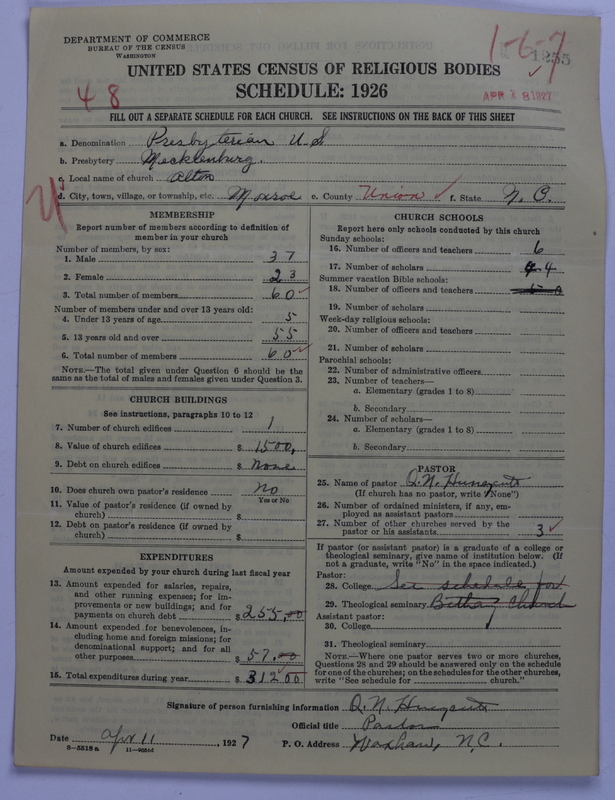 DEPARTMENT OF COMMERCE
BUREAU OF THE CENSUS
WASHINGTON
1-6-7
1255
UNITED STATES CENSUS OF RELIGIOUS BODIES
SCHEDULE: 1926
48
APR 18 1927
FILL OUT A SEPARATE SCHEDULE FOR EACH CHURCH. SEE INSTRUCTIONS ON THE BACK OF THIS SHEET
a. Denomination Presbyterian U.S.
b. Presbytery Mecklenburg.
c. Local name of church Alton
d. City, town, village, or township, etc. Monroe e. County Union f. State N.C.
MEMBERSHIP
Report number of members according to definition of
member in your church
Number of members, by sex:
1. Male 37
2. Female 23
3. Total number of members 60
Number of members under and over 13 years old:
4. Under 13 years of age 5
5. 13 years old and over 55
6. Total number of members 60
NOTE.—The total given under Question 6 should be
same as the total of males and females given under Question 3.
CHURCH BUILDINGS
See instructions, paragraphs 10 to 12
7. Number of church edifices 1
8. Value of church edifices $ 1500,
9. Debt on church edifices $ None
10. Does church own pastor's residence No
Yes or No
11. Value of pastor's residence (if owned by
church) $
12. Debt on pastor's residence (if owned by
church) $
EXPENDITURES
Amount expended by your church during last fiscal year
13. Amount expended for salaries, repairs,
and other running expenses; for im-
provements or new buildings; and for
payments on church debt $ 255.00
14. Amount expended for benevolences, in-
cluding home and foreign missions; for
denominational support; and for all
other purposes $ 57.00
15. Total expenditures during year $ 312 00
CHURCH SCHOOLS
Report here only schools conducted by this church
Sunday schools:
16. Number of officers and teachers 6
17. Number of scholars 44
Summer vacation Bible schools:
18. Number of officers and teachers
19. Number of scholars
Week-day religious schools:
20. Number of officers and teachers
21. Number of scholars
Parochial schools:
22. Number of administrative officers
23. Number of teachers—
a. Elementary (grades 1 to 8)
b. Secondary
24. Number of scholars—
a. Elementary (grades 1 to 8)
b. Secondary
PASTOR
25. Name of pastor Q.N. Huneycutt
(If church has no pastor, write "None")
26. Number of ordained ministers, if any, em-
ployed as assistant pastors
27. Number of other churches served by the
pastor or his assistants 3
If pastor (or assistant pastor) is a graduate of a college or
theological seminary, give name of institution below. (If
not a graduate, write "No" in the space indicated.)
Pastor:
28. College See schedule for
29. Theological seminary Bethany Church
Assistant pastor:
30. College
31. Theological seminary
NOTE.—Where one pastor serves two or more churches,
Questions 28 and 29 should be answered only on the schedule
for one of the churches; on the schedules for the other churches,
write "See schedule for church."
Signature of person furnishing information Q.N. Huneycutt
Official title Pastor
Date Apr 11, 1927 P. O. Address Waxhaw, N.C.
8—5518a